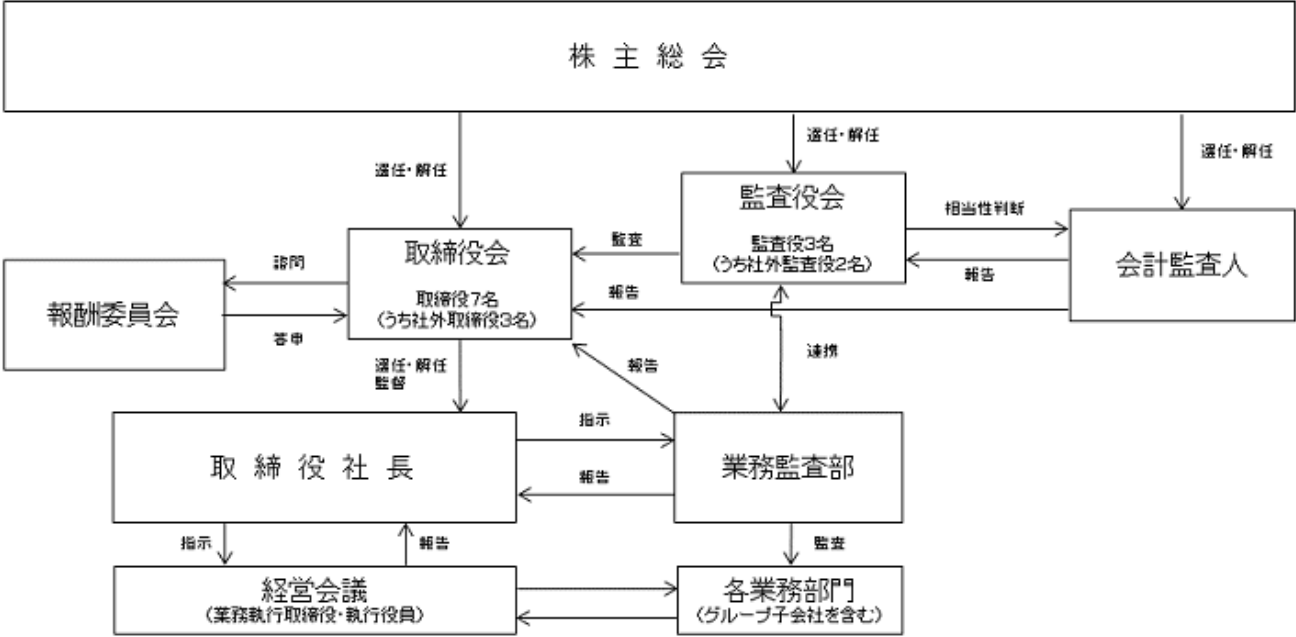 株主総会
選任・解任
選任・解任
選任・解任
監査役会
監査役3名
(うち社外監査役2名)
相当性判断
報告
会計監査人
監査
取締役会
取締役7名
(うち社外取締役3名)
報告
諮問
報酬委員会
答申
選任・解任
監督
報告
連携
取締役社長
指示
報告
業務監査部
指示
報告
監査
経営会議
(業務執行取締役・執行役員)
各業務部門
(グループ子会社を含む)